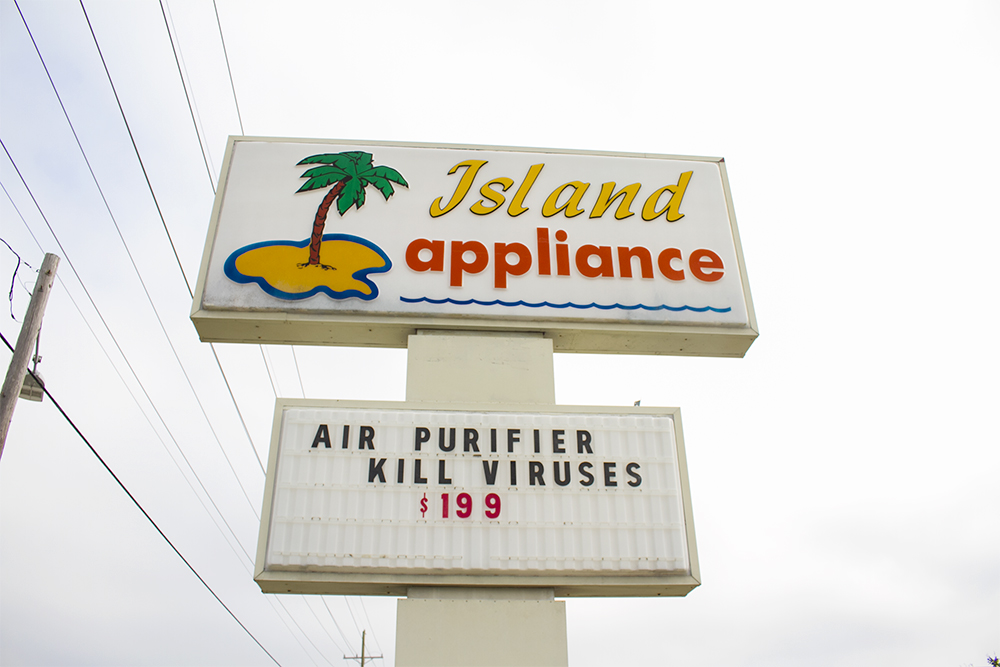 Island
appliance
AIR PURIFIER
KILL VIRUSES
$199